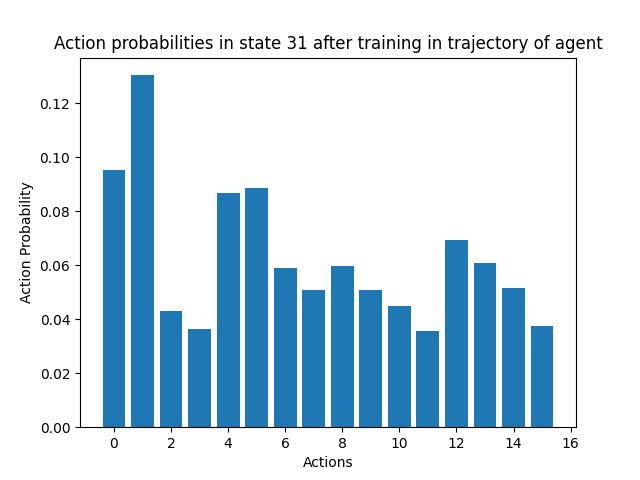 Action probabilities in state 31 after training in trajectory of agent
0.12
0.10
0.08
0.06
0.04
0.02
0.00
Action Probability
0 2 4 6 8 10 12 14 16
Actions